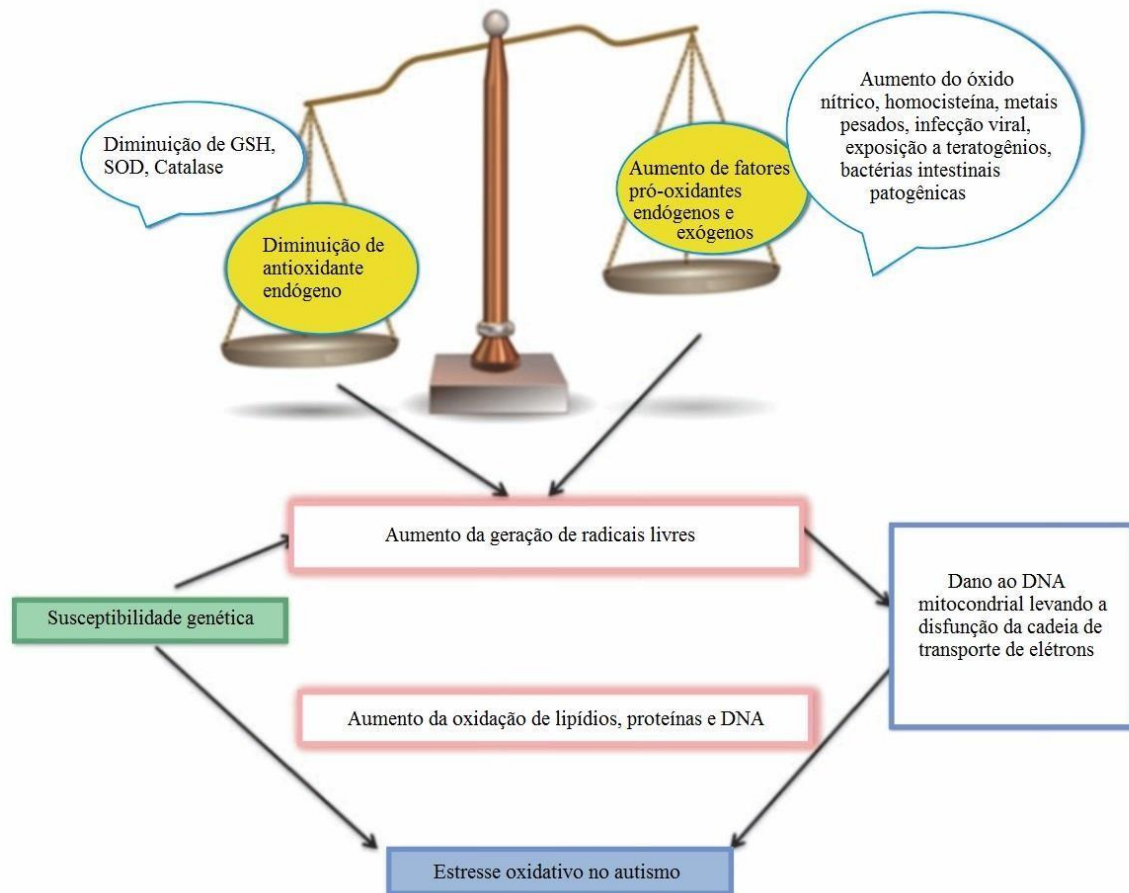 Diminuição de GSH,
SOD, Catalase
Diminuição de
antioxidante
endógeno
Aumento de fatores
pró-oxidantes
endógenos e
exógenos
Aumento do óxido
nítrico, homocisteína, metais
pesados, infecção viral,
exposição a teratogênios,
bactérias intestinais
patogênicas
Aumento da geração de radicais livres
Susceptibilidade genética
Dano ao DNA
mitocondrial levando a
disfunção da cadeia de
transporte de elétrons
Aumento da oxidação de lipídios, proteínas e DNA
Estresse oxidativo no autismo